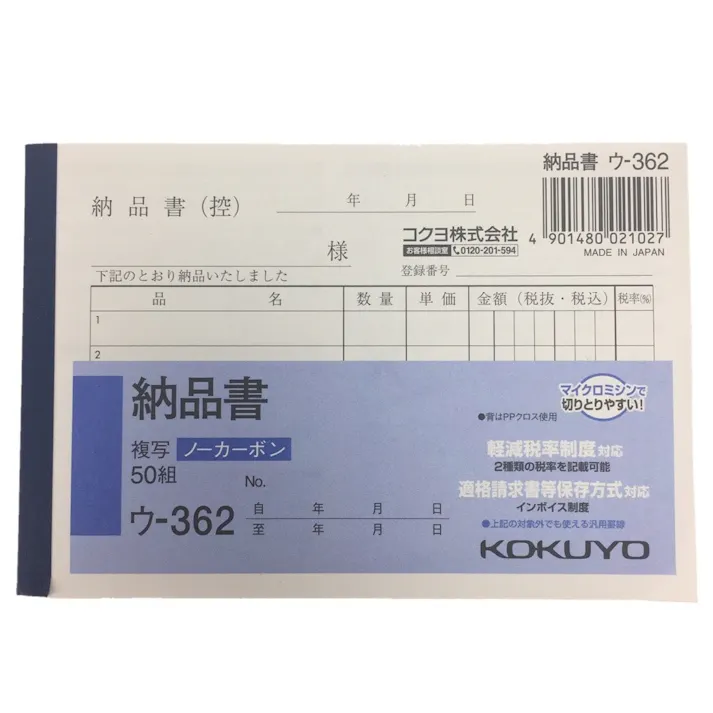 納品書 ウ-362
納品書(控) 年 月 日
様
コクヨ株式会社
お客様相談室 0120-201-594
4 901480 021027
MADE IN JAPAN
下記のとおり納品いたしました
登録番号
品名 数量 単価 金額(税抜・税込) 税率(%)
1
2
納品書
複写 ノーカーボン
50組
ウ-362
No.
自 年 月 日
至 年 月 日
マイクロミシンで
切りとりやすい!
●背はPPクロス使用
軽減税率制度対応
2種類の税率を記載可能
適格請求書等保存方式対応
インボイス制度
●上記の対象外でも使える汎用罫線
KOKUYO